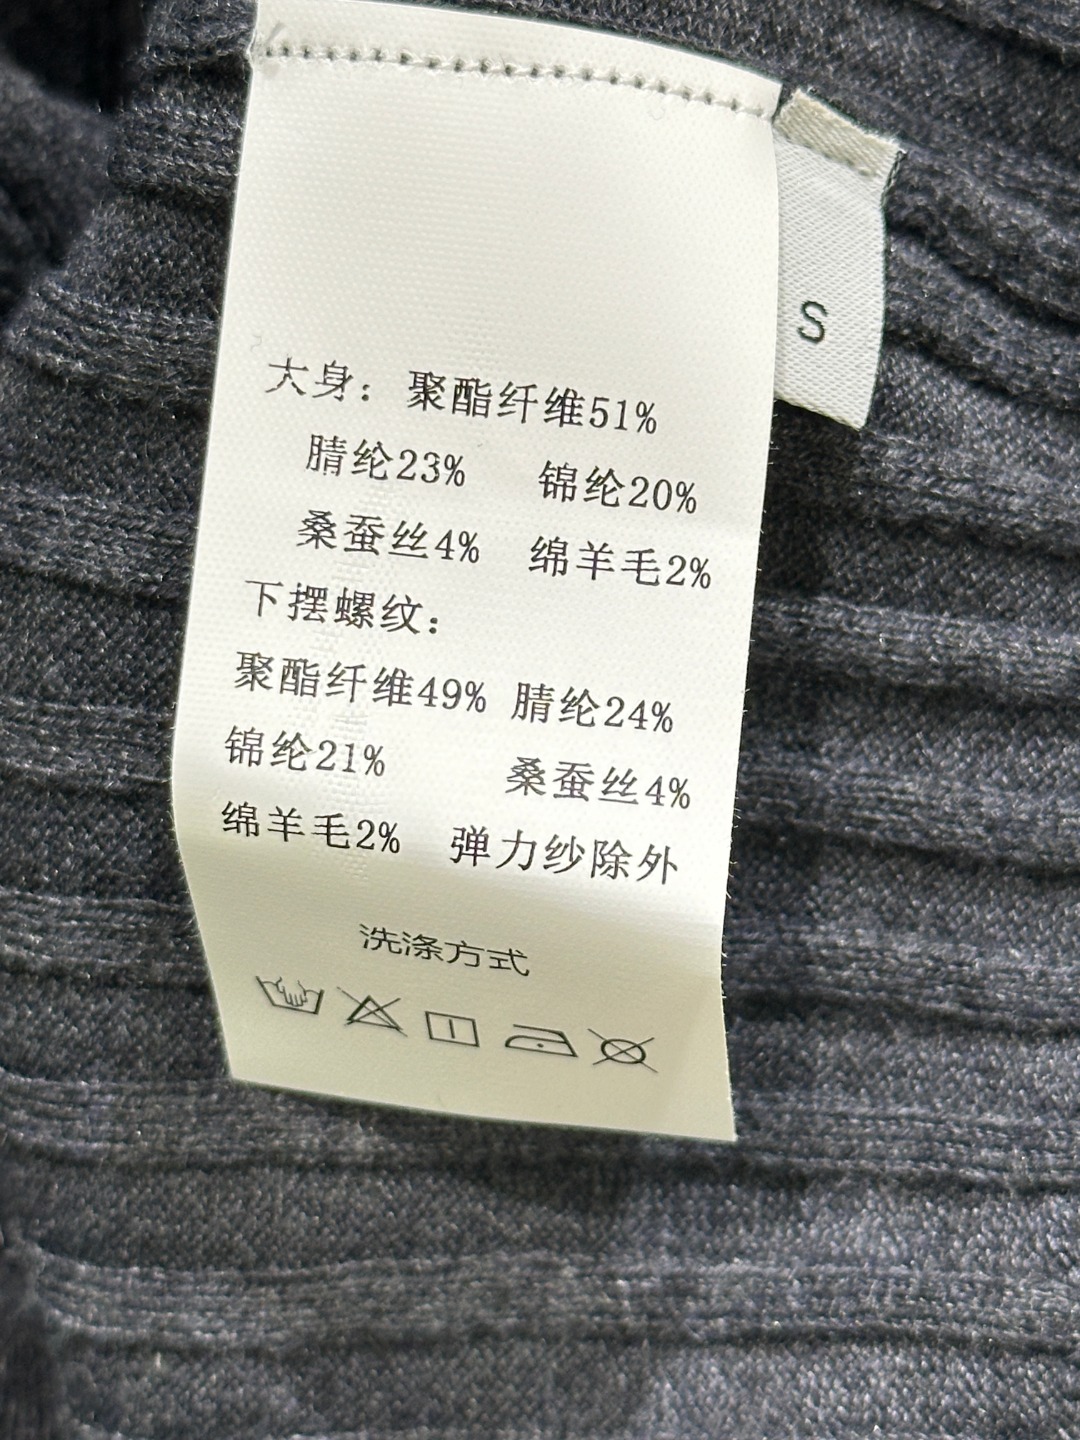 S
大身：聚酯纤维51%
腈纶23% 锦纶20%
桑蚕丝4% 绵羊毛2%
下摆螺纹：
聚酯纤维49% 腈纶24%
锦纶21% 桑蚕丝4%
绵羊毛2% 弹力纱除外
洗涤方式